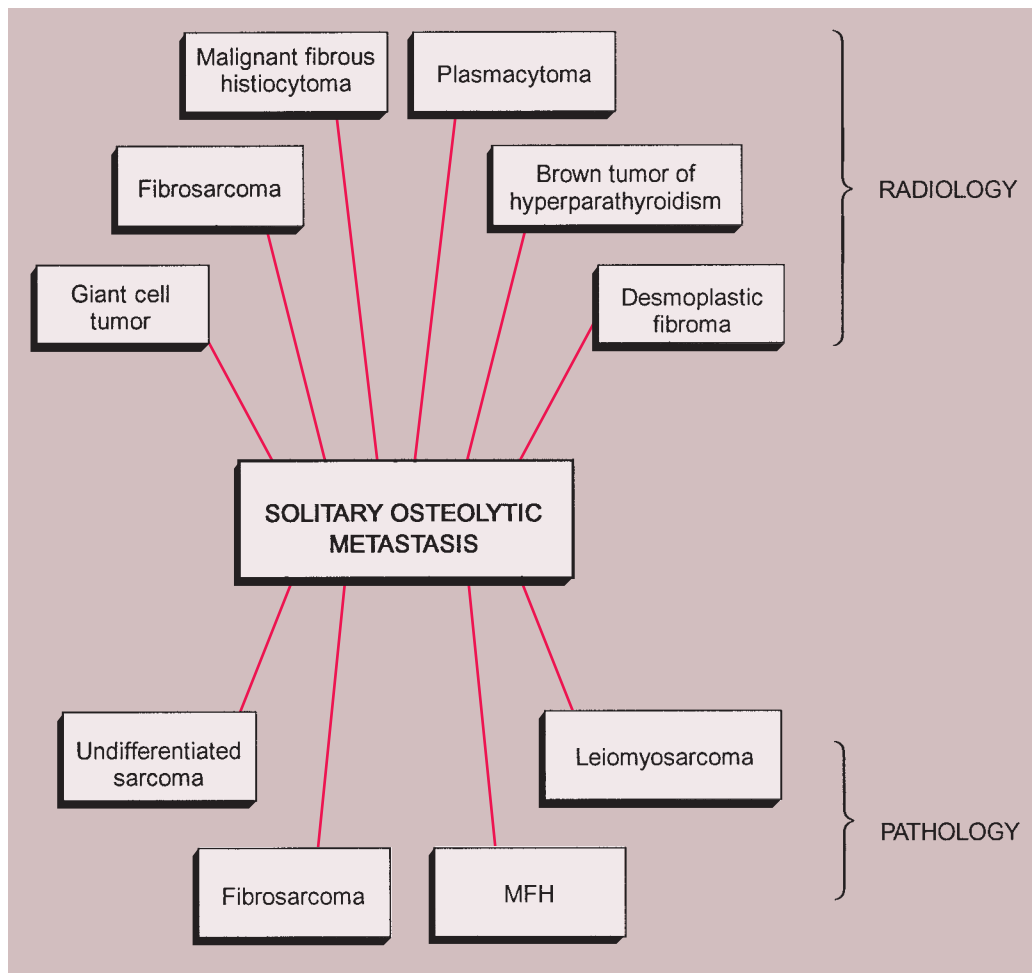 Malignant fibrous
histiocytoma
Plasmacytoma
Fibrosarcoma
Brown tumor of
hyperparathyroidism
RADIOLOGY
Giant cell
tumor
Desmoplastic
fibroma
SOLITARY OSTEOLYTIC
METASTASIS
Undifferentiated
sarcoma
Leiomyosarcoma
PATHOLOGY
Fibrosarcoma
MFH